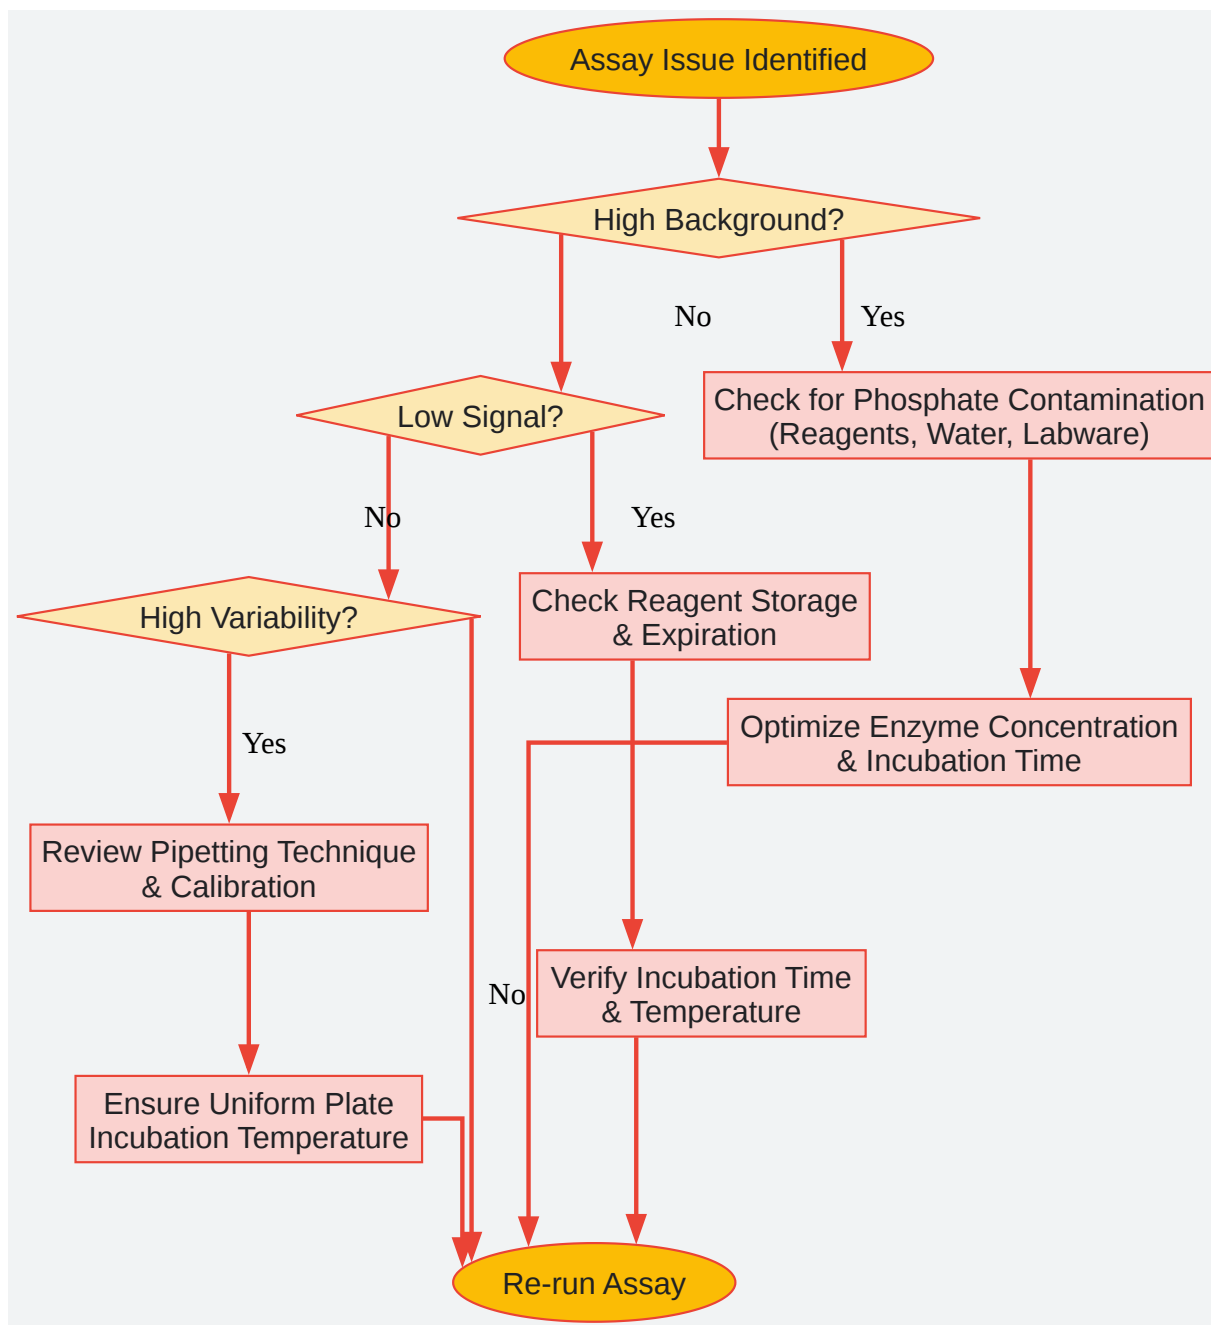 Assay Issue Identified
High Background?
No
Yes
Low Signal?
Check for Phosphate Contamination
(Reagents, Water, Labware)
No
Yes
High Variability?
Check Reagent Storage
& Expiration
Yes
Optimize Enzyme Concentration
& Incubation Time
Review Pipetting Technique
& Calibration
No
Verify Incubation Time
& Temperature
Ensure Uniform Plate
Incubation Temperature
Re-run Assay